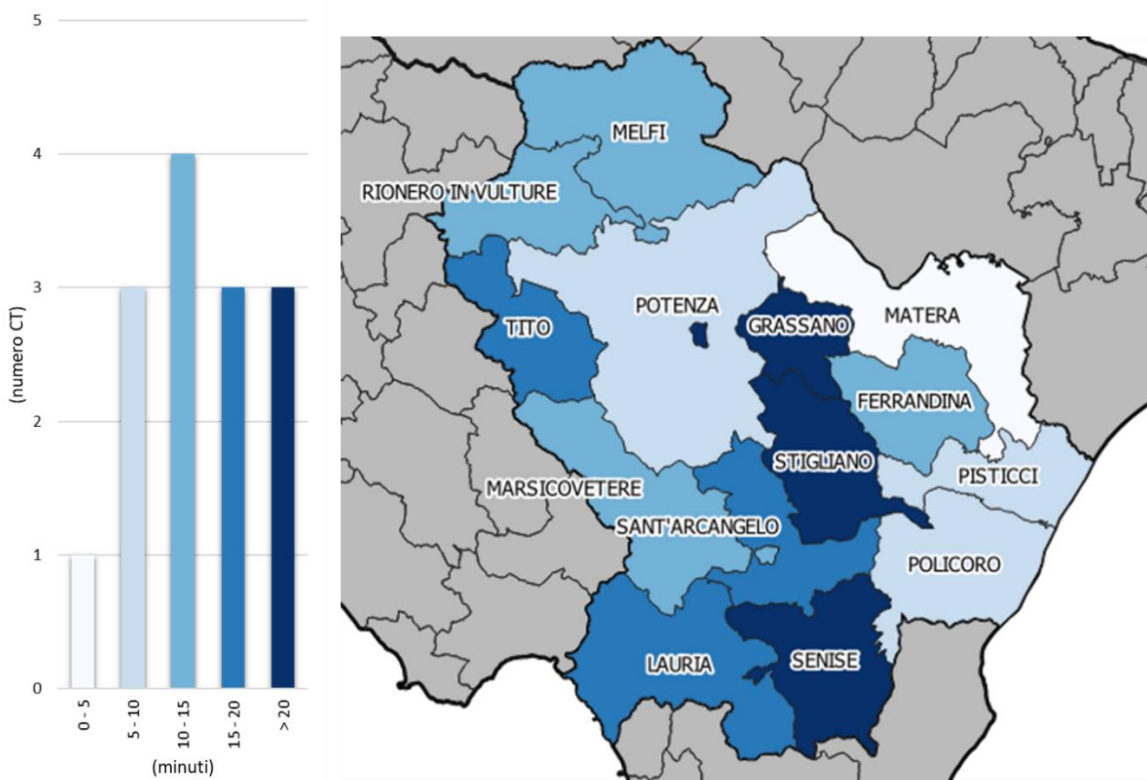 5
4
3
2
1
0
(numero CT)
0 - 5
5 - 10
10 - 15
15 - 20
> 20
(minuti)
MELFI
RIONERO IN VULTURE
POTENZA
GRASSANO
MATERA
TITO
FERRANDINA
STIGLIANO
PISTICCI
MARSICOVETERE
SANT'ARCANGELO
POLICORO
LAURIA
SENISE